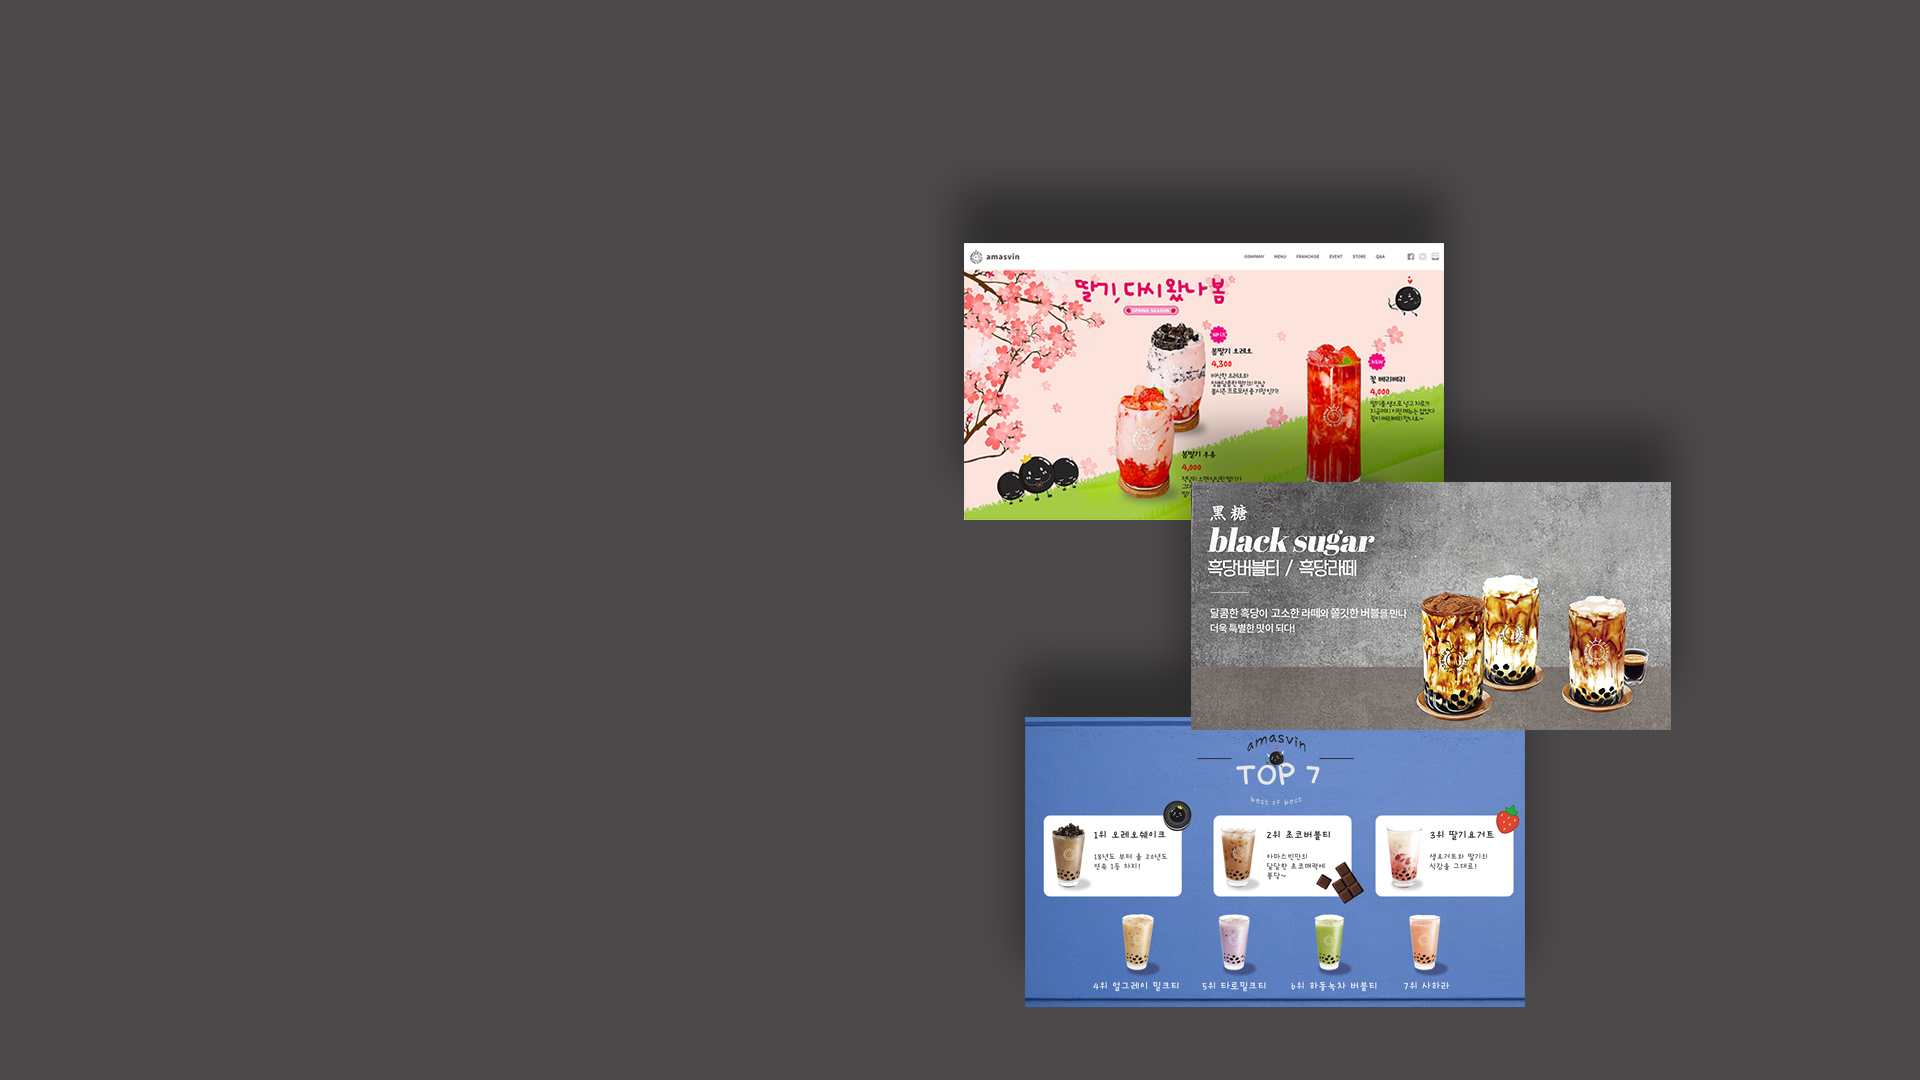 amasvin
COMPANY MENU FRANCHISE EVENT STORE Q&A
딸기, 다시 왔나 봄
SPRING SEASON
봄딸기 오레오
4,300
NEW
꽃 베리베리
4,000
봄딸기 우유
4,000
黑糖
black sugar
흑당버블티 / 흑당라떼
달콤한 흑당이 고소한 라떼와 쫄깃한 버블을 만나
더욱 특별한 맛이 되다!
amasvin
TOP 7
best of best
1위 오레오쉐이크
18년도 부터 올 20년도
연속 1등 차지!
2위 초코버블티
아마스빈만의
달달한 초코매력에
퐁당~
3위 딸기요거트
생요거트와 딸기의
식감을 그대로!
4위 얼그레이 밀크티
5위 타로밀크티
6위 하동녹차 버블티
7위 사하라